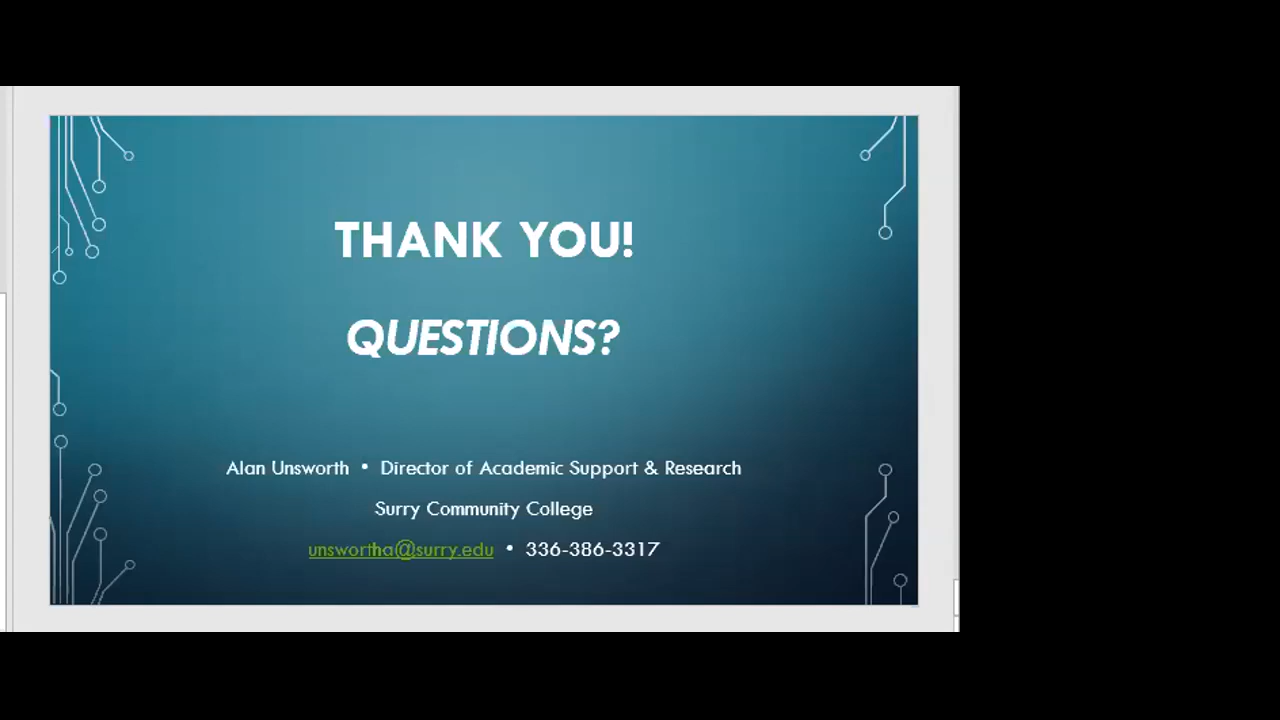 THANK YOU!
QUESTIONS?
Alan Unsworth • Director of Academic Support & Research
Surry Community College
unswortha@surry.edu • 336-386-3317